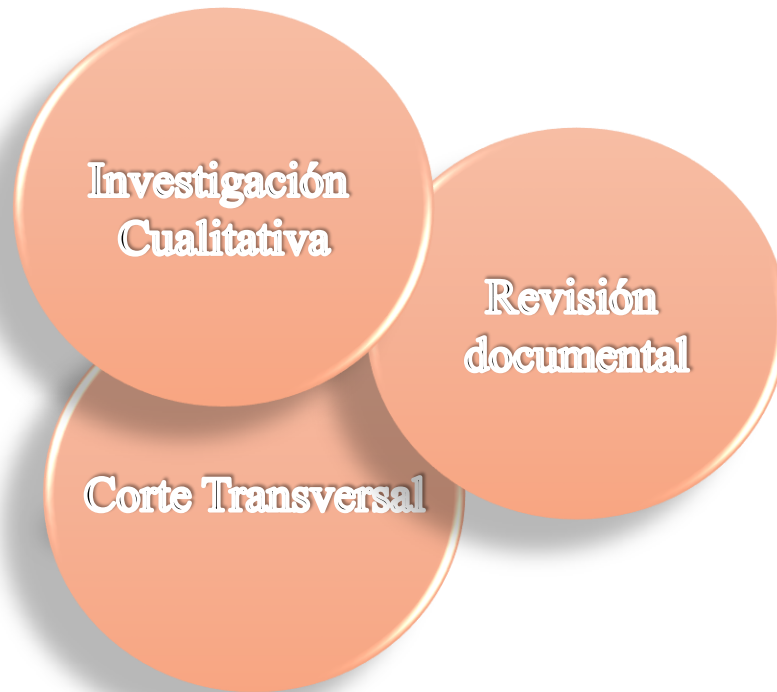 Investigación
Cualitativa
Revisión
documental
Corte Transversal